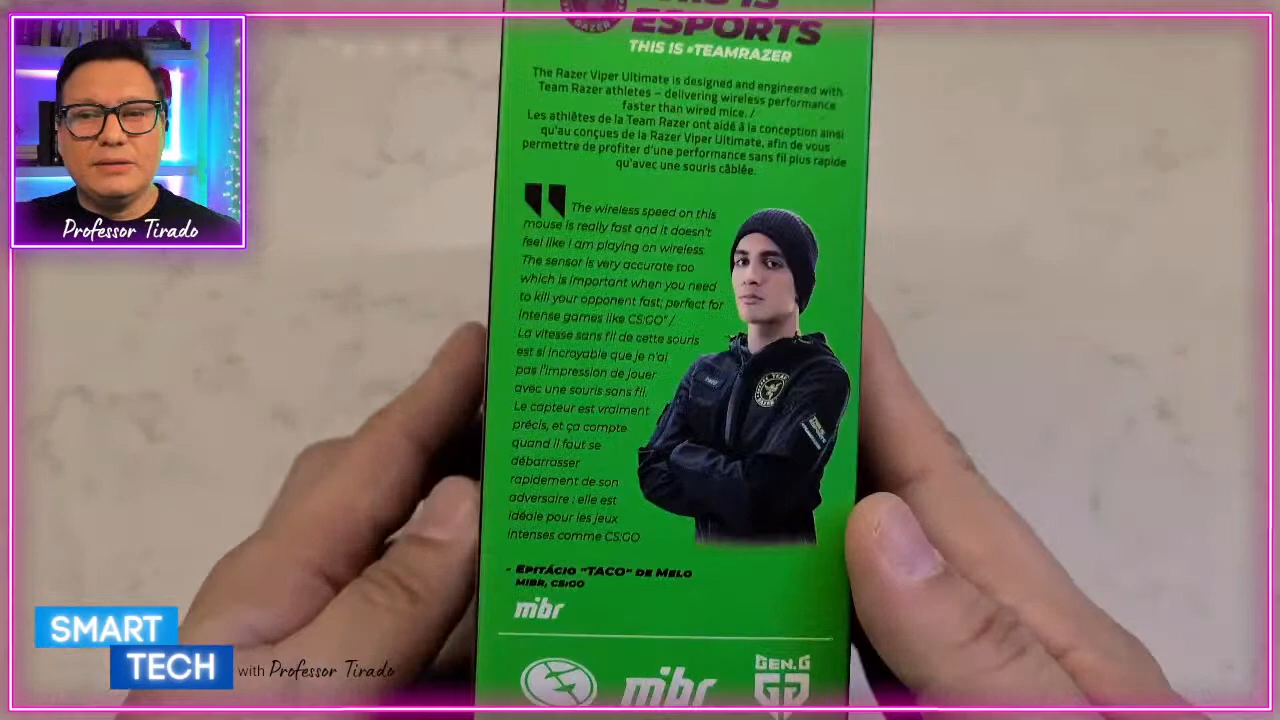 Professor Tirado
RAZER
THIS IS
ESPORTS
THIS IS #TEAMRAZER
The Razer Viper Ultimate is designed and engineered with
Team Razer athletes – delivering wireless performance
faster than wired mice. /
Les athlètes de la Team Razer ont aidé à la conception ainsi
qu'au conçues de la Razer Viper Ultimate, afin de vous
permettre de profiter d'une performance sans fil plus rapide
qu'avec une souris câblée.
The wireless speed on this
mouse is really fast and it doesn't
feel like I am playing on wireless
The sensor is very accurate too
which is important when you need
to kill your opponent fast; perfect for
intense games like CS:GO" /
La vitesse sans fil de cette souris
est si incroyable que je n'ai
pas l'impression de jouer
avec une souris sans fil.
Le capteur est vraiment
précis, et ça compte
quand il faut se
débarrasser
rapidement de son
adversaire : elle est
idéale pour les jeux
intenses comme CS:GO
- EPITÁCIO "TACO" DE MELO
MIBR, CS:GO
mibr
mibr
GEN.G
SMART
TECH
with Professor Tirado